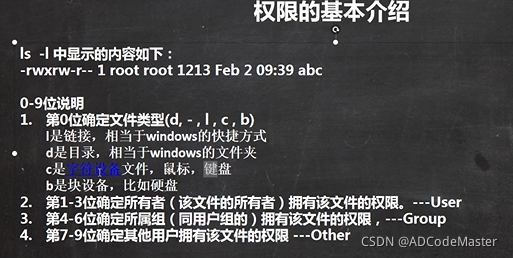 权限的基本介绍
ls -l 中显示的内容如下：
-rwxrw-r-- 1 root root 1213 Feb 2 09:39 abc
0-9位说明
1. 第0位确定文件类型(d, - , l , c , b)
l是链接，相当于windows的快捷方式
d是目录，相当于windows的文件夹
c是字符设备文件，鼠标，键盘
b是块设备，比如硬盘
2. 第1-3位确定所有者（该文件的所有者）拥有该文件的权限。---User
3. 第4-6位确定所属组（同用户组的）拥有该文件的权限，---Group
4. 第7-9位确定其他用户拥有该文件的权限 ---Other
CSDN @ADCodeMaster